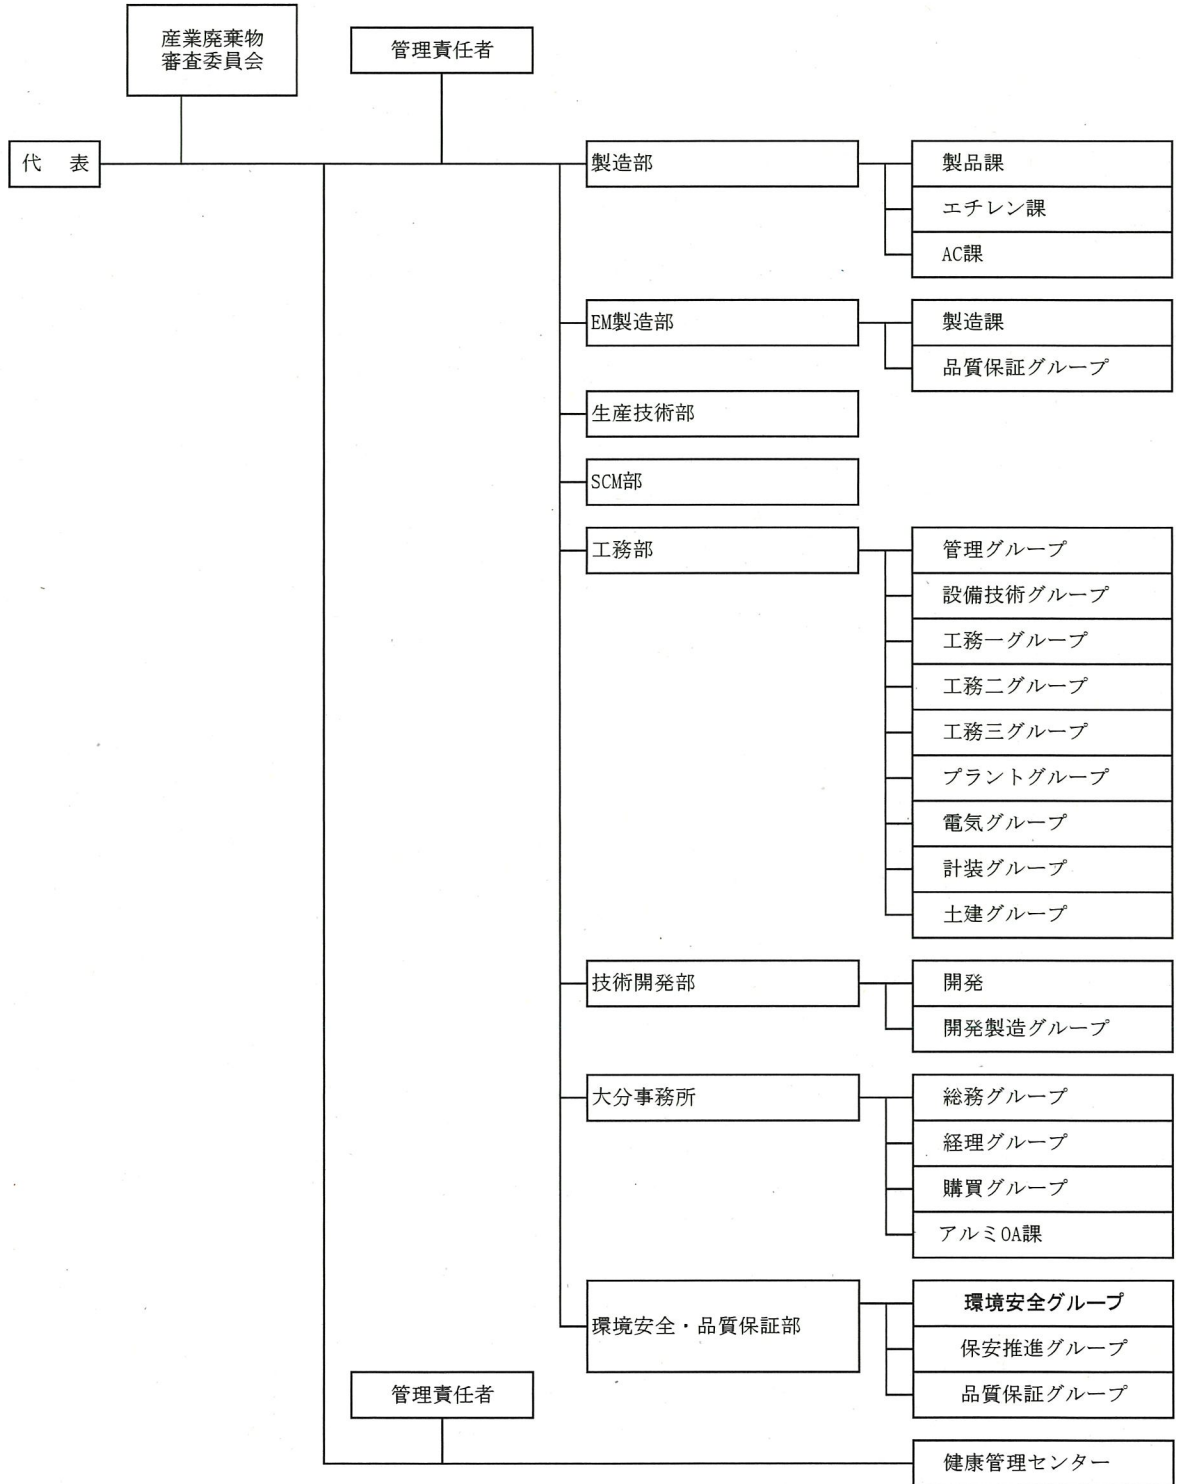 産業廃棄物
審査委員会
管理責任者
代　表
製造部
製品課
エチレン課
AC課
EM製造部
製造課
品質保証グループ
生産技術部
SCM部
工務部
管理グループ
設備技術グループ
工務一グループ
工務二グループ
工務三グループ
プラントグループ
電気グループ
計装グループ
土建グループ
技術開発部
開発
開発製造グループ
大分事務所
総務グループ
経理グループ
購買グループ
アルミOA課
環境安全・品質保証部
環境安全グループ
保安推進グループ
品質保証グループ
管理責任者
健康管理センター